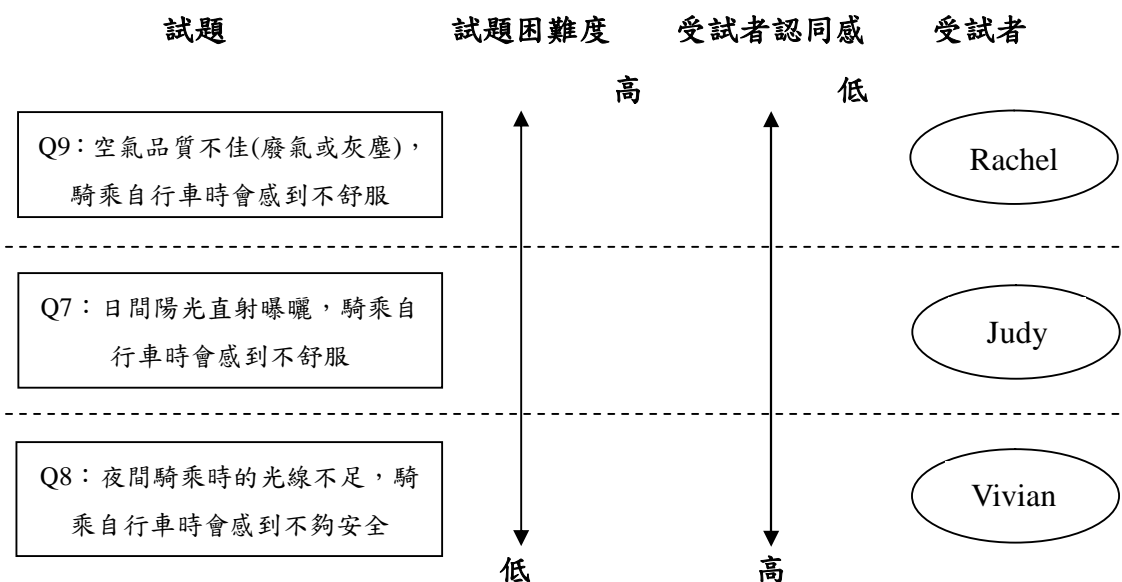 試題 試題困難度 受試者認同感 受試者
高 低
Q9：空氣品質不佳(廢氣或灰塵)，
騎乘自行車時會感到不舒服
Rachel
Q7：日間陽光直射曝曬，騎乘自
行車時會感到不舒服
Judy
Q8：夜間騎乘時的光線不足，騎
乘自行車時會感到不夠安全
Vivian
低 高